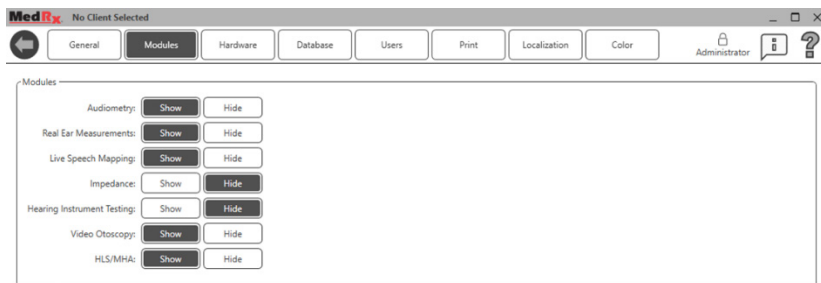 MedRx No Client Selected
General Modules Hardware Database Users Print Localization Color Administrator
Modules
Audiometry: Show Hide
Real Ear Measurements: Show Hide
Live Speech Mapping: Show Hide
Impedance: Show Hide
Hearing Instrument Testing: Show Hide
Video Otoscopy: Show Hide
HLS/MHA: Show Hide